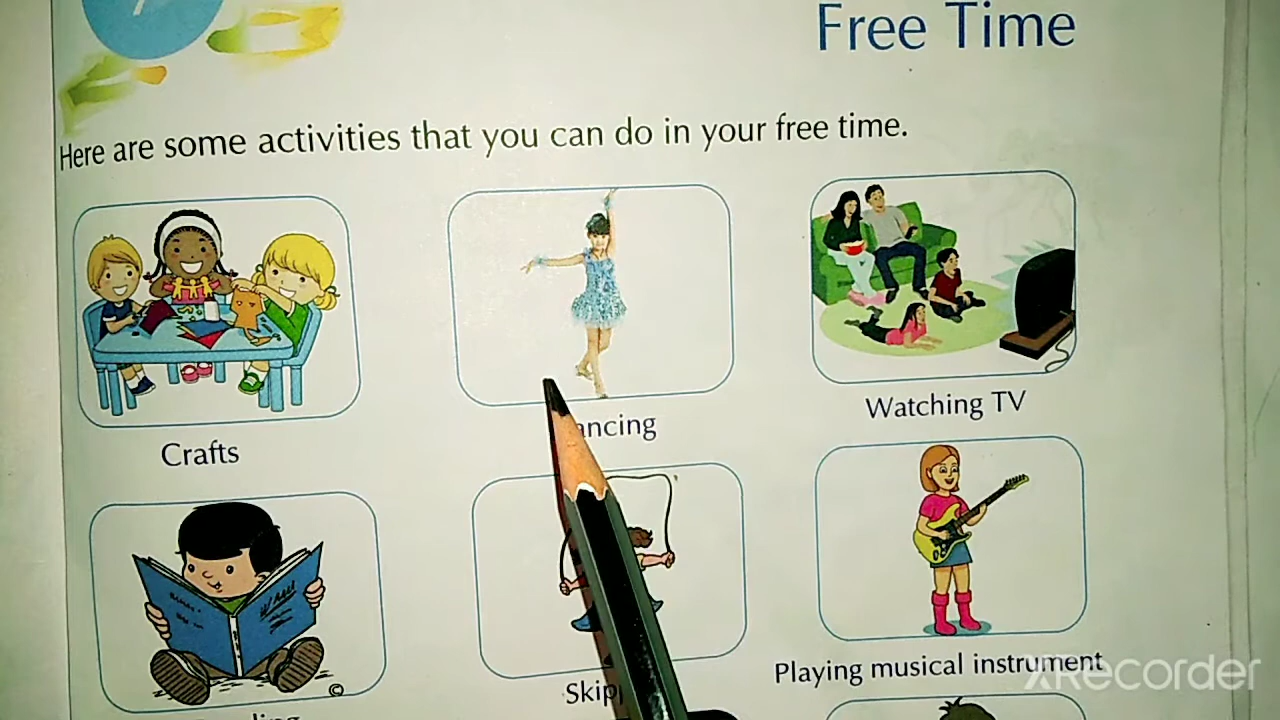 Free Time
Here are some activities that you can do in your free time.
Crafts
Watching TV
Playing musical instrument
XRecorder